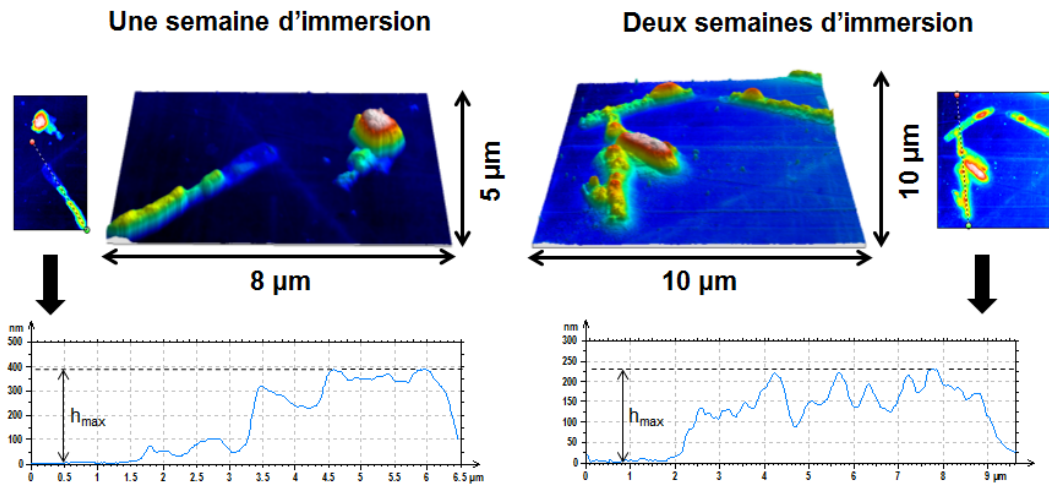 Une semaine d’immersion
Deux semaines d’immersion
5 µm
8 µm
10 µm
10 µm
nm
500
400
300
200
100
0
hmax
0 0.5 1 1.5 2 2.5 3 3.5 4 4.5 5 5.5 6 6.5 µm
nm
300
250
200
150
100
50
0
hmax
0 1 2 3 4 5 6 7 8 9 µm